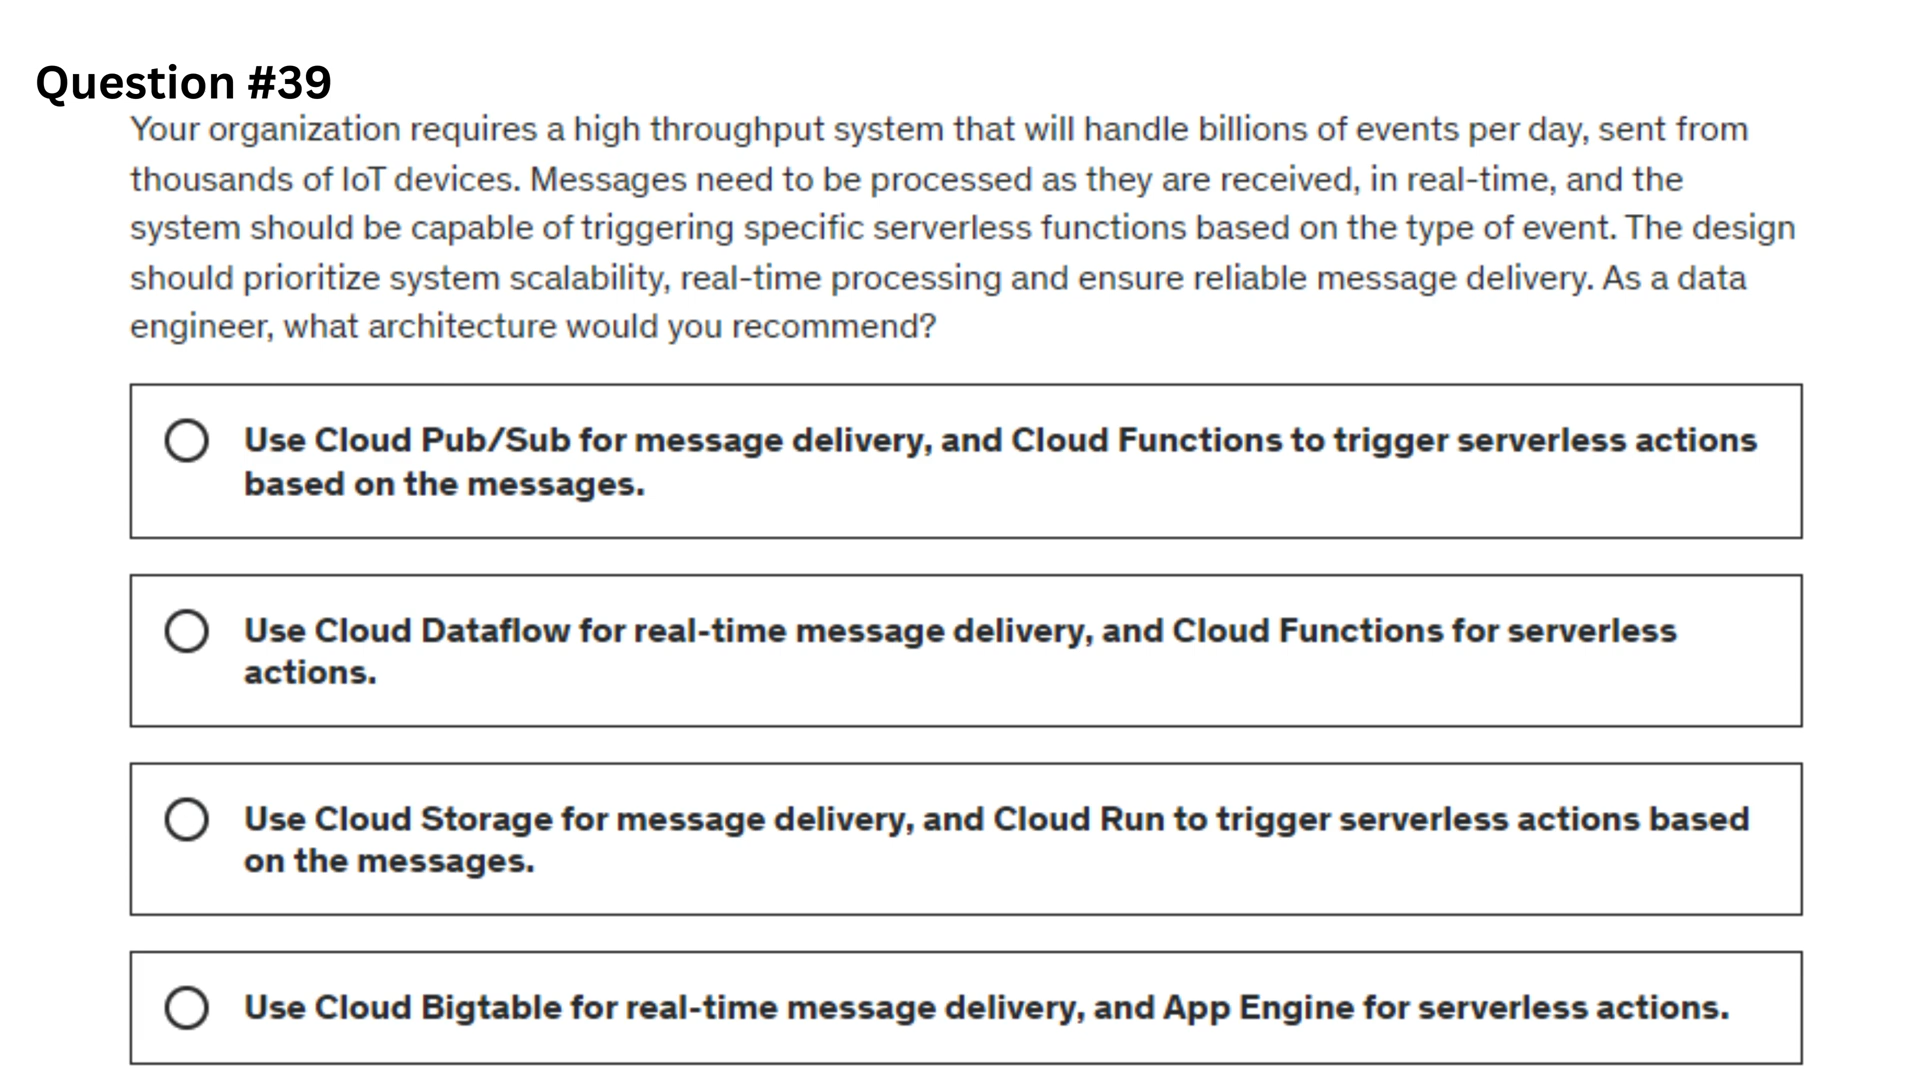 Question #39
Your organization requires a high throughput system that will handle billions of events per day, sent from
thousands of IoT devices. Messages need to be processed as they are received, in real-time, and the
system should be capable of triggering specific serverless functions based on the type of event. The design
should prioritize system scalability, real-time processing and ensure reliable message delivery. As a data
engineer, what architecture would you recommend?
Use Cloud Pub/Sub for message delivery, and Cloud Functions to trigger serverless actions
based on the messages.
Use Cloud Dataflow for real-time message delivery, and Cloud Functions for serverless
actions.
Use Cloud Storage for message delivery, and Cloud Run to trigger serverless actions based
on the messages.
Use Cloud Bigtable for real-time message delivery, and App Engine for serverless actions.